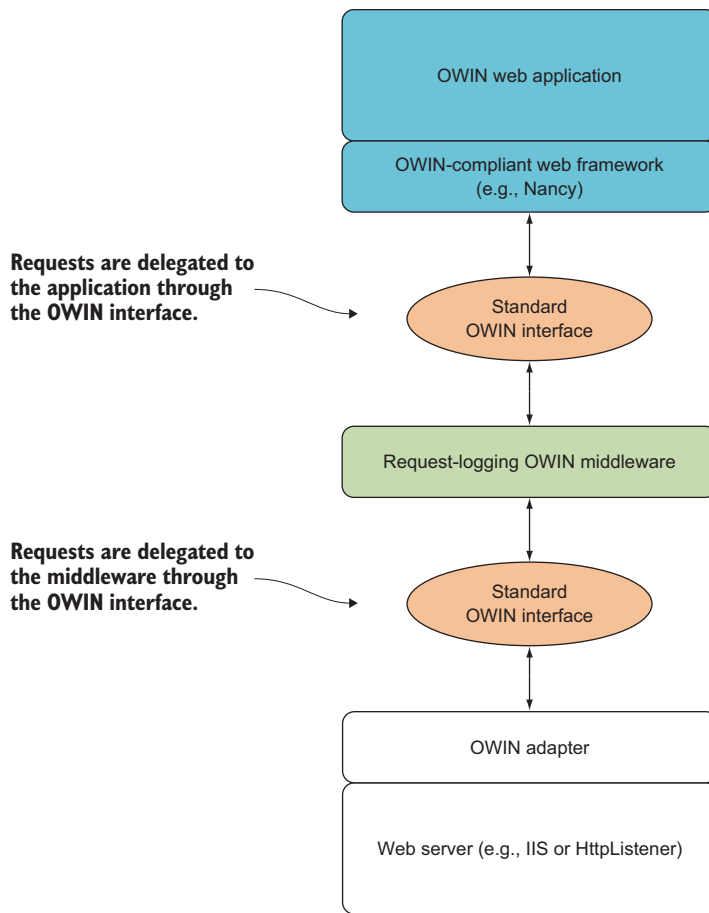 OWIN web application
OWIN-compliant web framework
(e.g., Nancy)
Requests are delegated to
the application through
the OWIN interface.
Standard
OWIN interface
Request-logging OWIN middleware
Requests are delegated to
the middleware through
the OWIN interface.
Standard
OWIN interface
OWIN adapter
Web server (e.g., IIS or HttpListener)